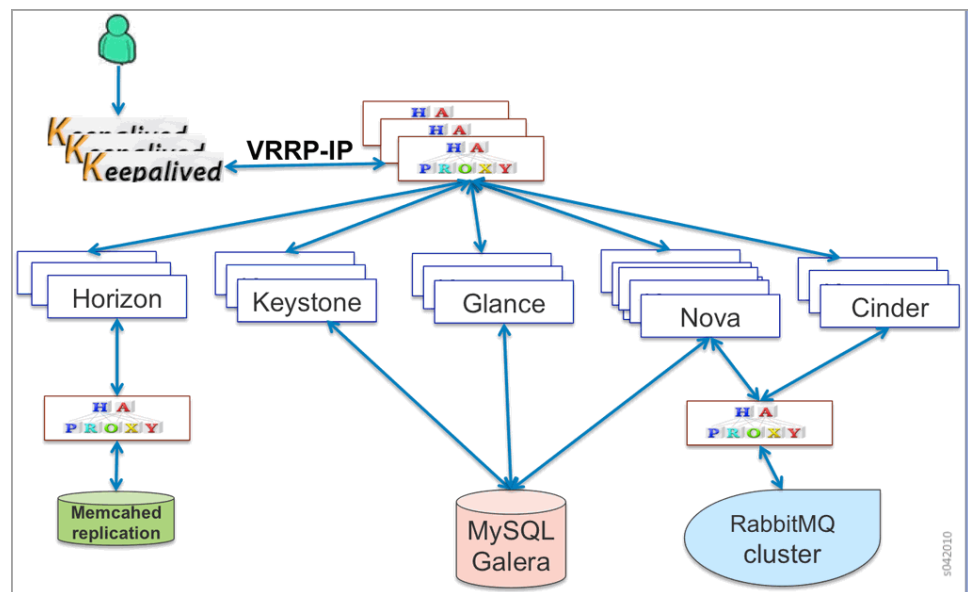 Keepalived
Keepalived
Keepalived
VRRP-IP
HA
HA
HA
PROXY
Horizon
Keystone
Glance
Nova
Cinder
HA
PROXY
HA
PROXY
Memcahed
replication
MySQL
Galera
RabbitMQ
cluster
s042010